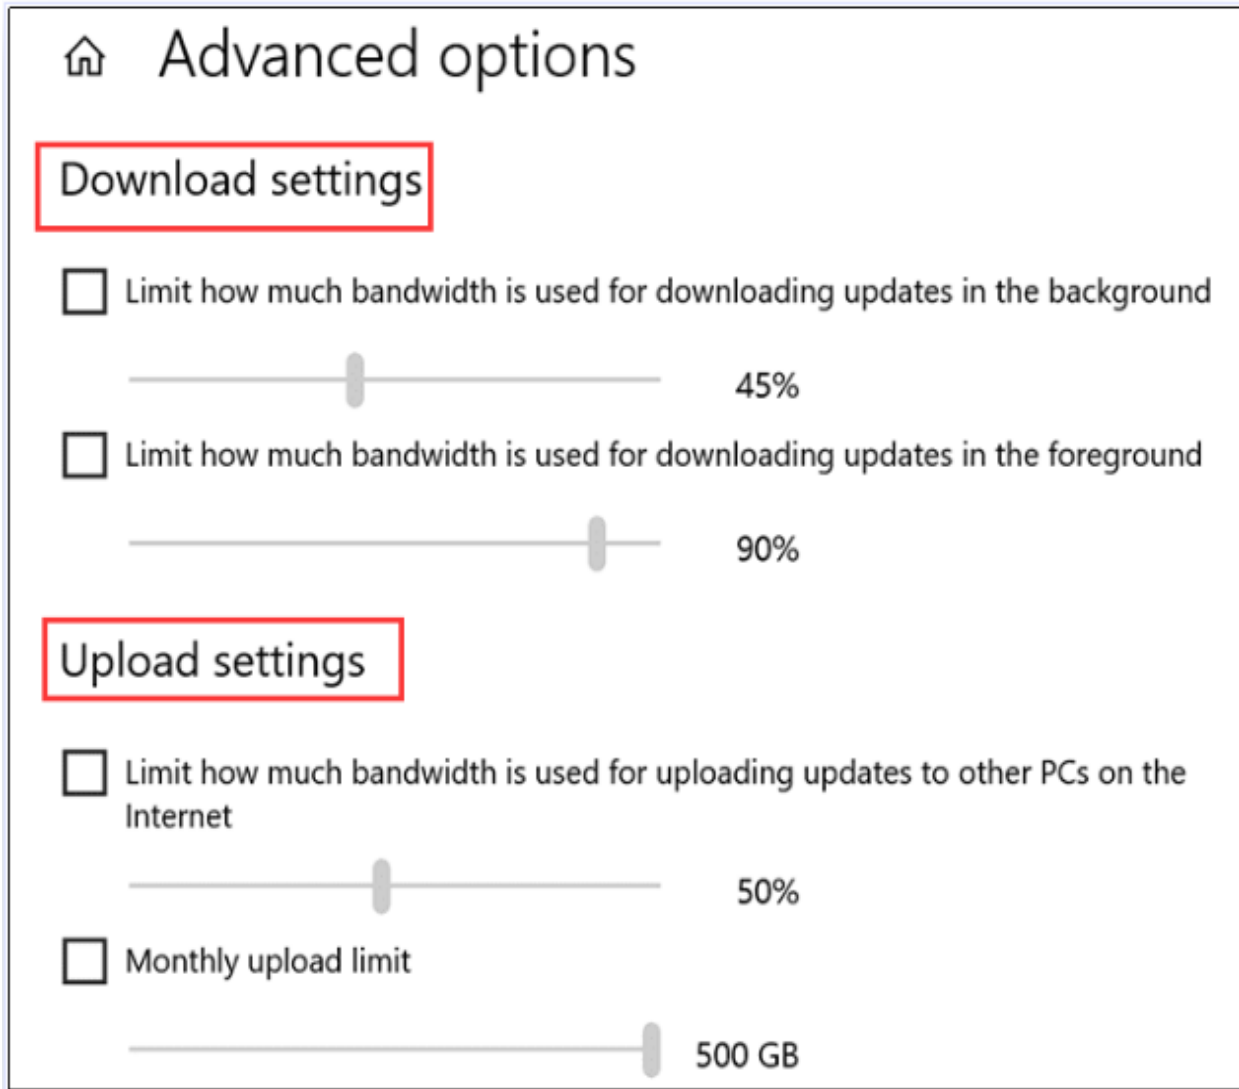 Advanced options
Download settings
Limit how much bandwidth is used for downloading updates in the background
45%
Limit how much bandwidth is used for downloading updates in the foreground
90%
Upload settings
Limit how much bandwidth is used for uploading updates to other PCs on the
Internet
50%
Monthly upload limit
500 GB